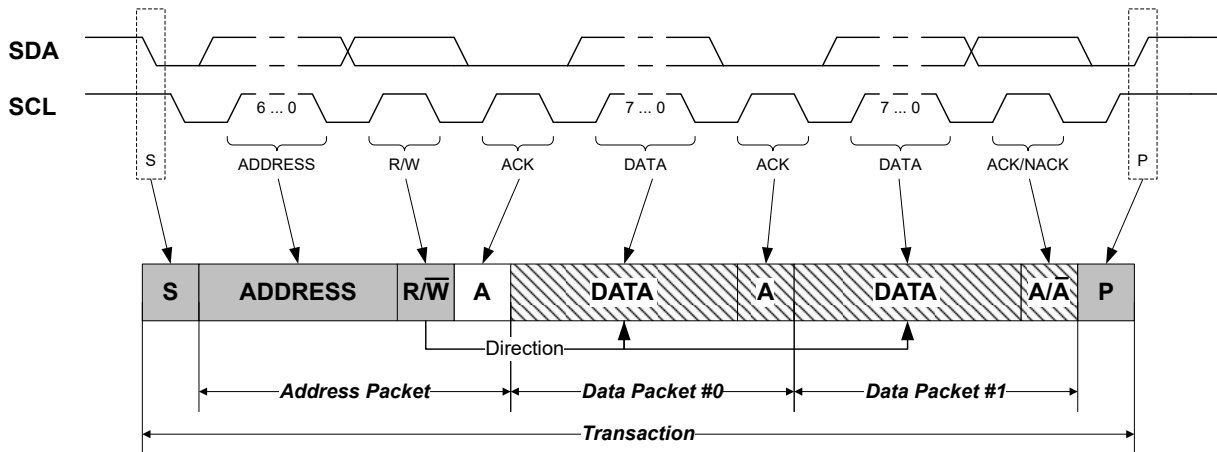 SDA
SCL
6 ... 0
7 ... 0
7 ... 0
S
ADDRESS
R/W
ACK
DATA
ACK
DATA
ACK/NACK
P
S
ADDRESS
R/W̅
A
DATA
A
DATA
A/A̅
P
Direction
Address Packet
Data Packet #0
Data Packet #1
Transaction